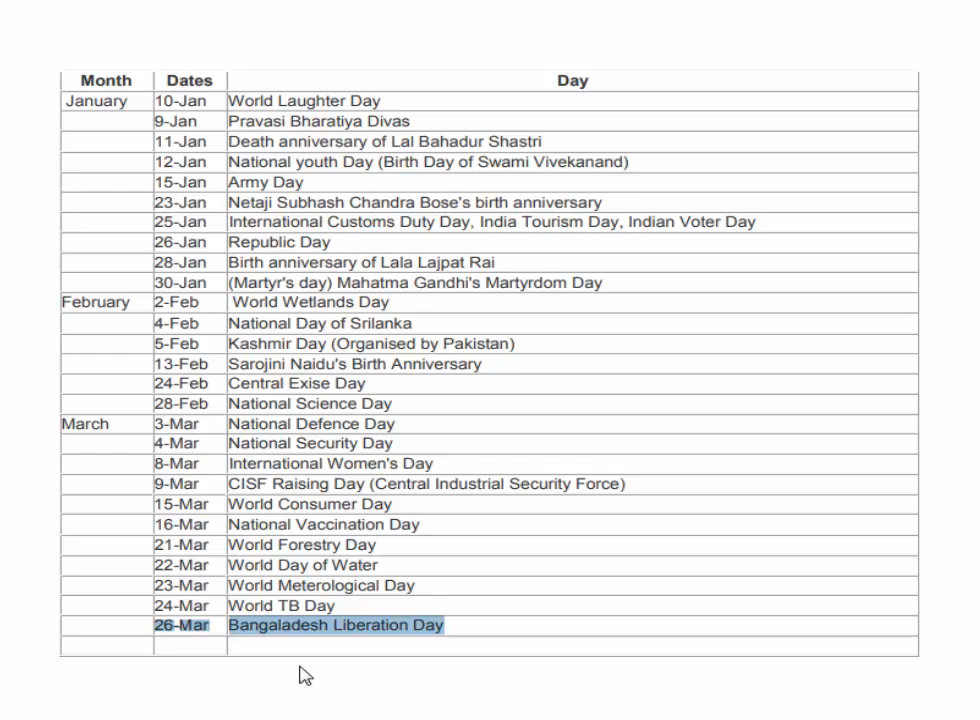 Month Dates Day
January 10-Jan World Laughter Day
9-Jan Pravasi Bharatiya Divas
11-Jan Death anniversary of Lal Bahadur Shastri
12-Jan National youth Day (Birth Day of Swami Vivekanand)
15-Jan Army Day
23-Jan Netaji Subhash Chandra Bose's birth anniversary
25-Jan International Customs Duty Day, India Tourism Day, Indian Voter Day
26-Jan Republic Day
28-Jan Birth anniversary of Lala Lajpat Rai
30-Jan (Martyr's day) Mahatma Gandhi's Martyrdom Day
February 2-Feb World Wetlands Day
4-Feb National Day of Srilanka
5-Feb Kashmir Day (Organised by Pakistan)
13-Feb Sarojini Naidu's Birth Anniversary
24-Feb Central Exise Day
28-Feb National Science Day
March 3-Mar National Defence Day
4-Mar National Security Day
8-Mar International Women's Day
9-Mar CISF Raising Day (Central Industrial Security Force)
15-Mar World Consumer Day
16-Mar National Vaccination Day
21-Mar World Forestry Day
22-Mar World Day of Water
23-Mar World Meterological Day
24-Mar World TB Day
26-Mar Bangaladesh Liberation Day